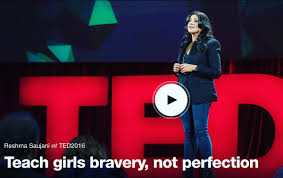 TED
Reshma Saujani at TED2016
Teach girls bravery, not perfection